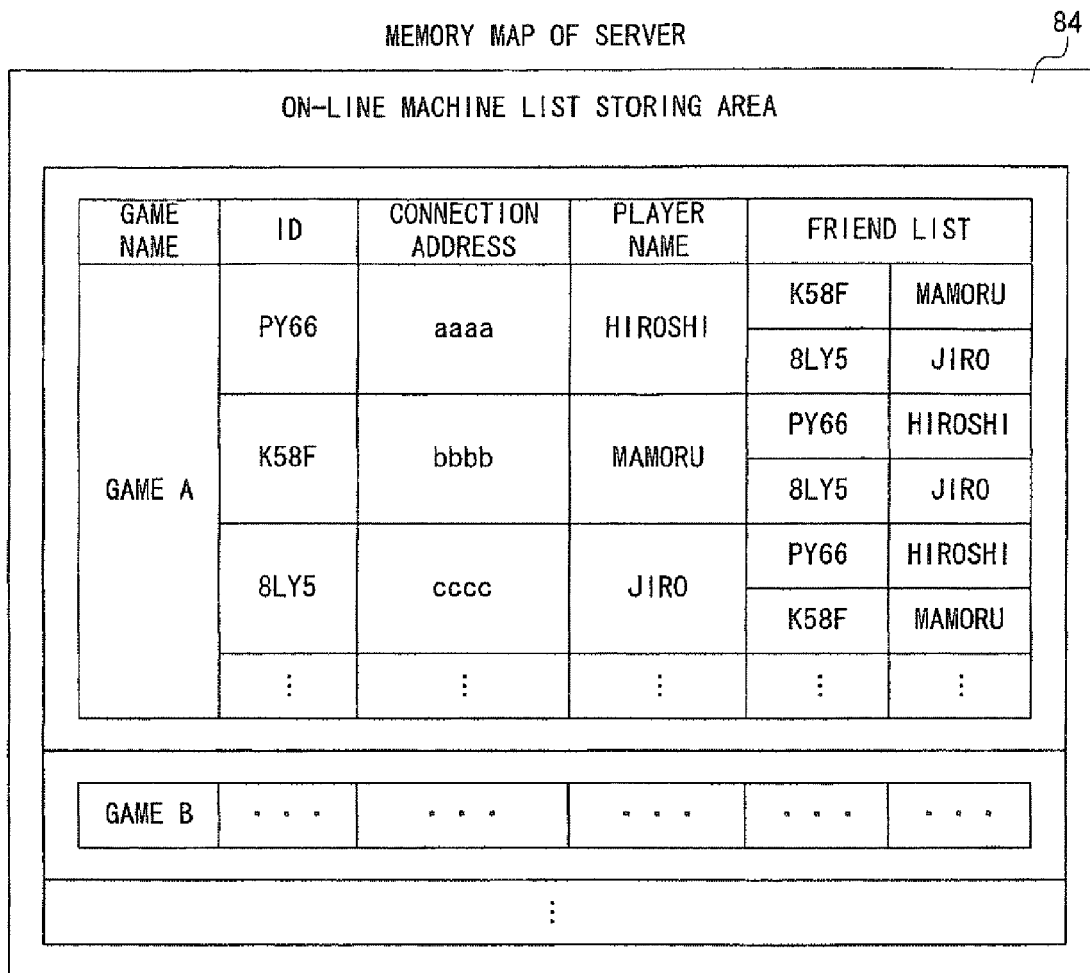 MEMORY MAP OF SERVER
84
ON-LINE MACHINE LIST STORING AREA
GAME NAME ID CONNECTION ADDRESS PLAYER NAME FRIEND LIST
GAME A
PY66 aaaa HIROSHI K58F MAMORU
8LY5 JIRO
K58F bbbb MAMORU PY66 HIROSHI
8LY5 JIRO
8LY5 cccc JIRO PY66 HIROSHI
K58F MAMORU
⋮ ⋮ ⋮ ⋮ ⋮
GAME B ・・・ ・・・ ・・・ ・・・ ・・・
⋮